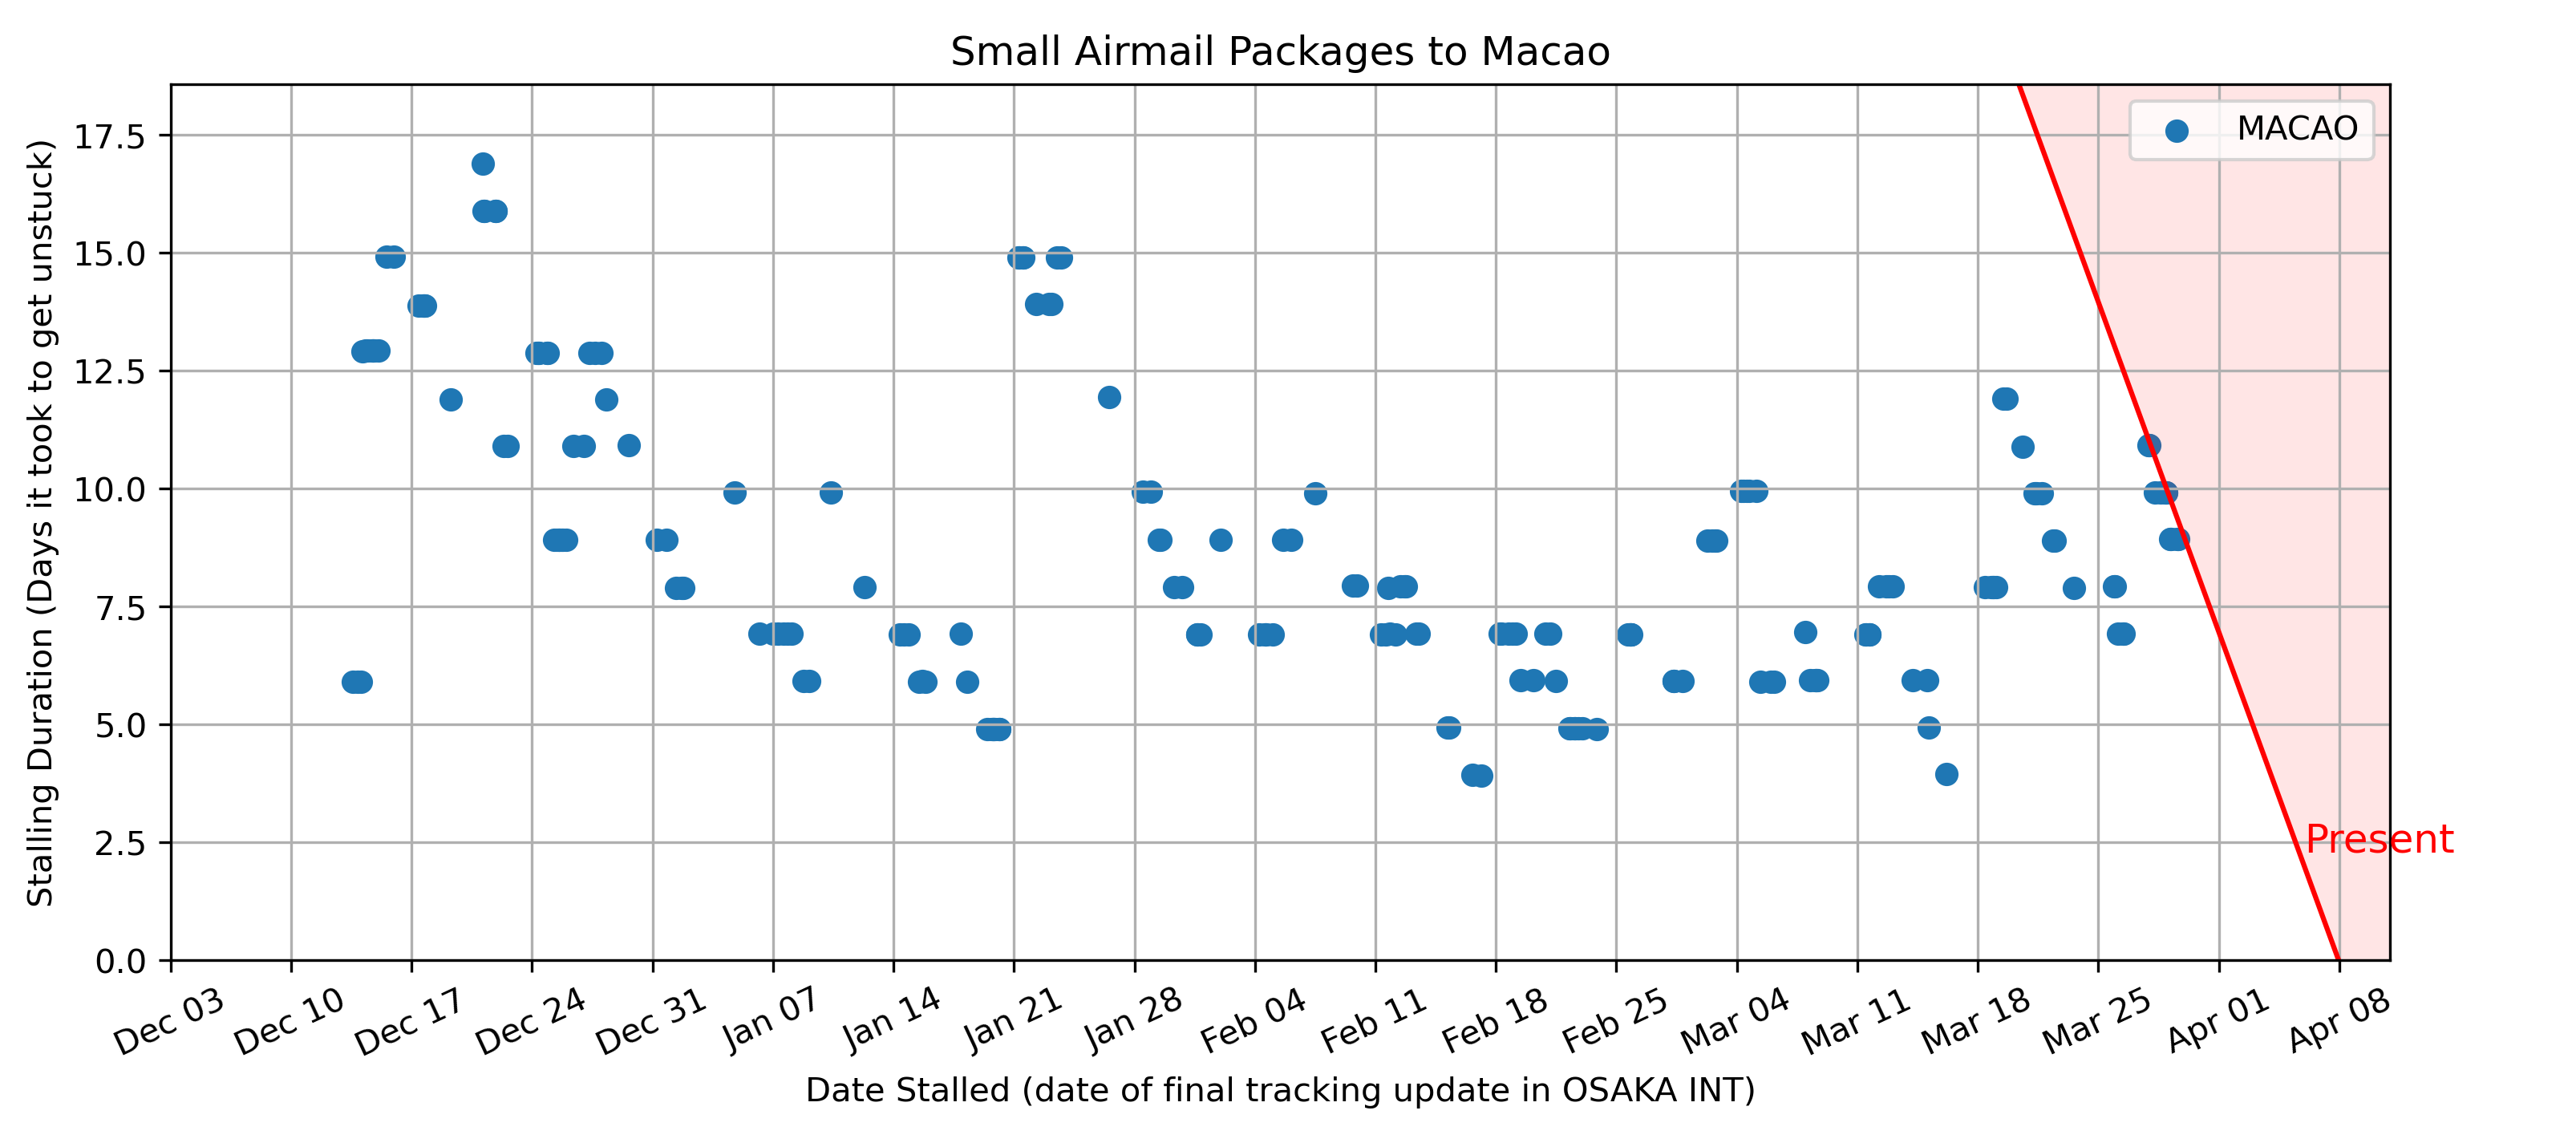 Small Airmail Packages to Macao
MACAO
17.5
15.0
12.5
10.0
7.5
5.0
2.5
0.0
Stalling Duration (Days it took to get unstuck)
Present
Dec 03
Dec 10
Dec 17
Dec 24
Dec 31
Jan 07
Jan 14
Jan 21
Jan 28
Feb 04
Feb 11
Feb 18
Feb 25
Mar 04
Mar 11
Mar 18
Mar 25
Apr 01
Apr 08
Date Stalled (date of final tracking update in OSAKA INT)